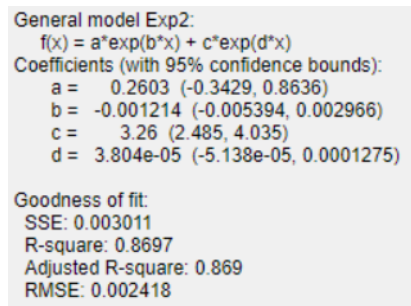 General model Exp2:
f(x) = a*exp(b*x) + c*exp(d*x)
Coefficients (with 95% confidence bounds):
a = 0.2603 (-0.3429, 0.8636)
b = -0.001214 (-0.005394, 0.002966)
c = 3.26 (2.485, 4.035)
d = 3.804e-05 (-5.138e-05, 0.0001275)
Goodness of fit:
SSE: 0.003011
R-square: 0.8697
Adjusted R-square: 0.869
RMSE: 0.002418